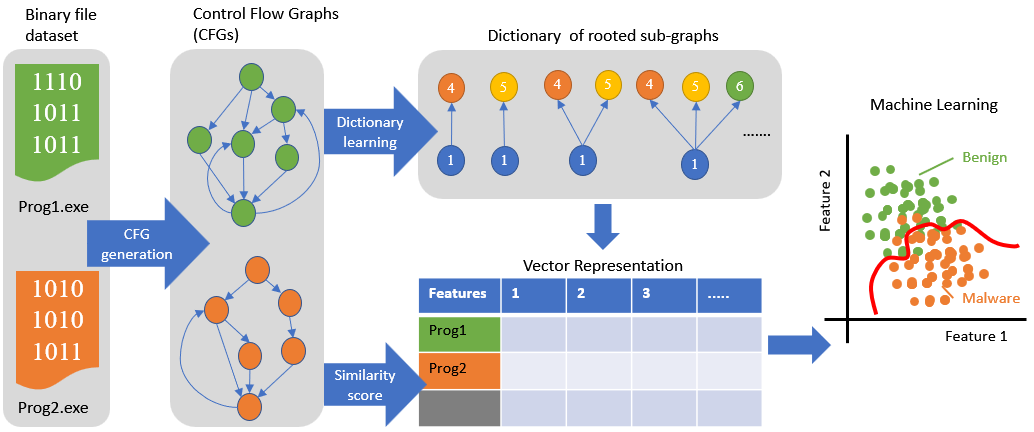 Binary file
dataset
1110
1011
1011
Prog1.exe
CFG
generation
1010
1010
1011
Prog2.exe
Control Flow Graphs
(CFGs)
Dictionary
learning
Similarity
score
Dictionary of rooted sub-graphs
4 5 4 5 4 5 6
.......
1 1 1 1
Vector Representation
Features 1 2 3 .....
Prog1
Prog2
Machine Learning
Benign
Feature 2
Malware
Feature 1